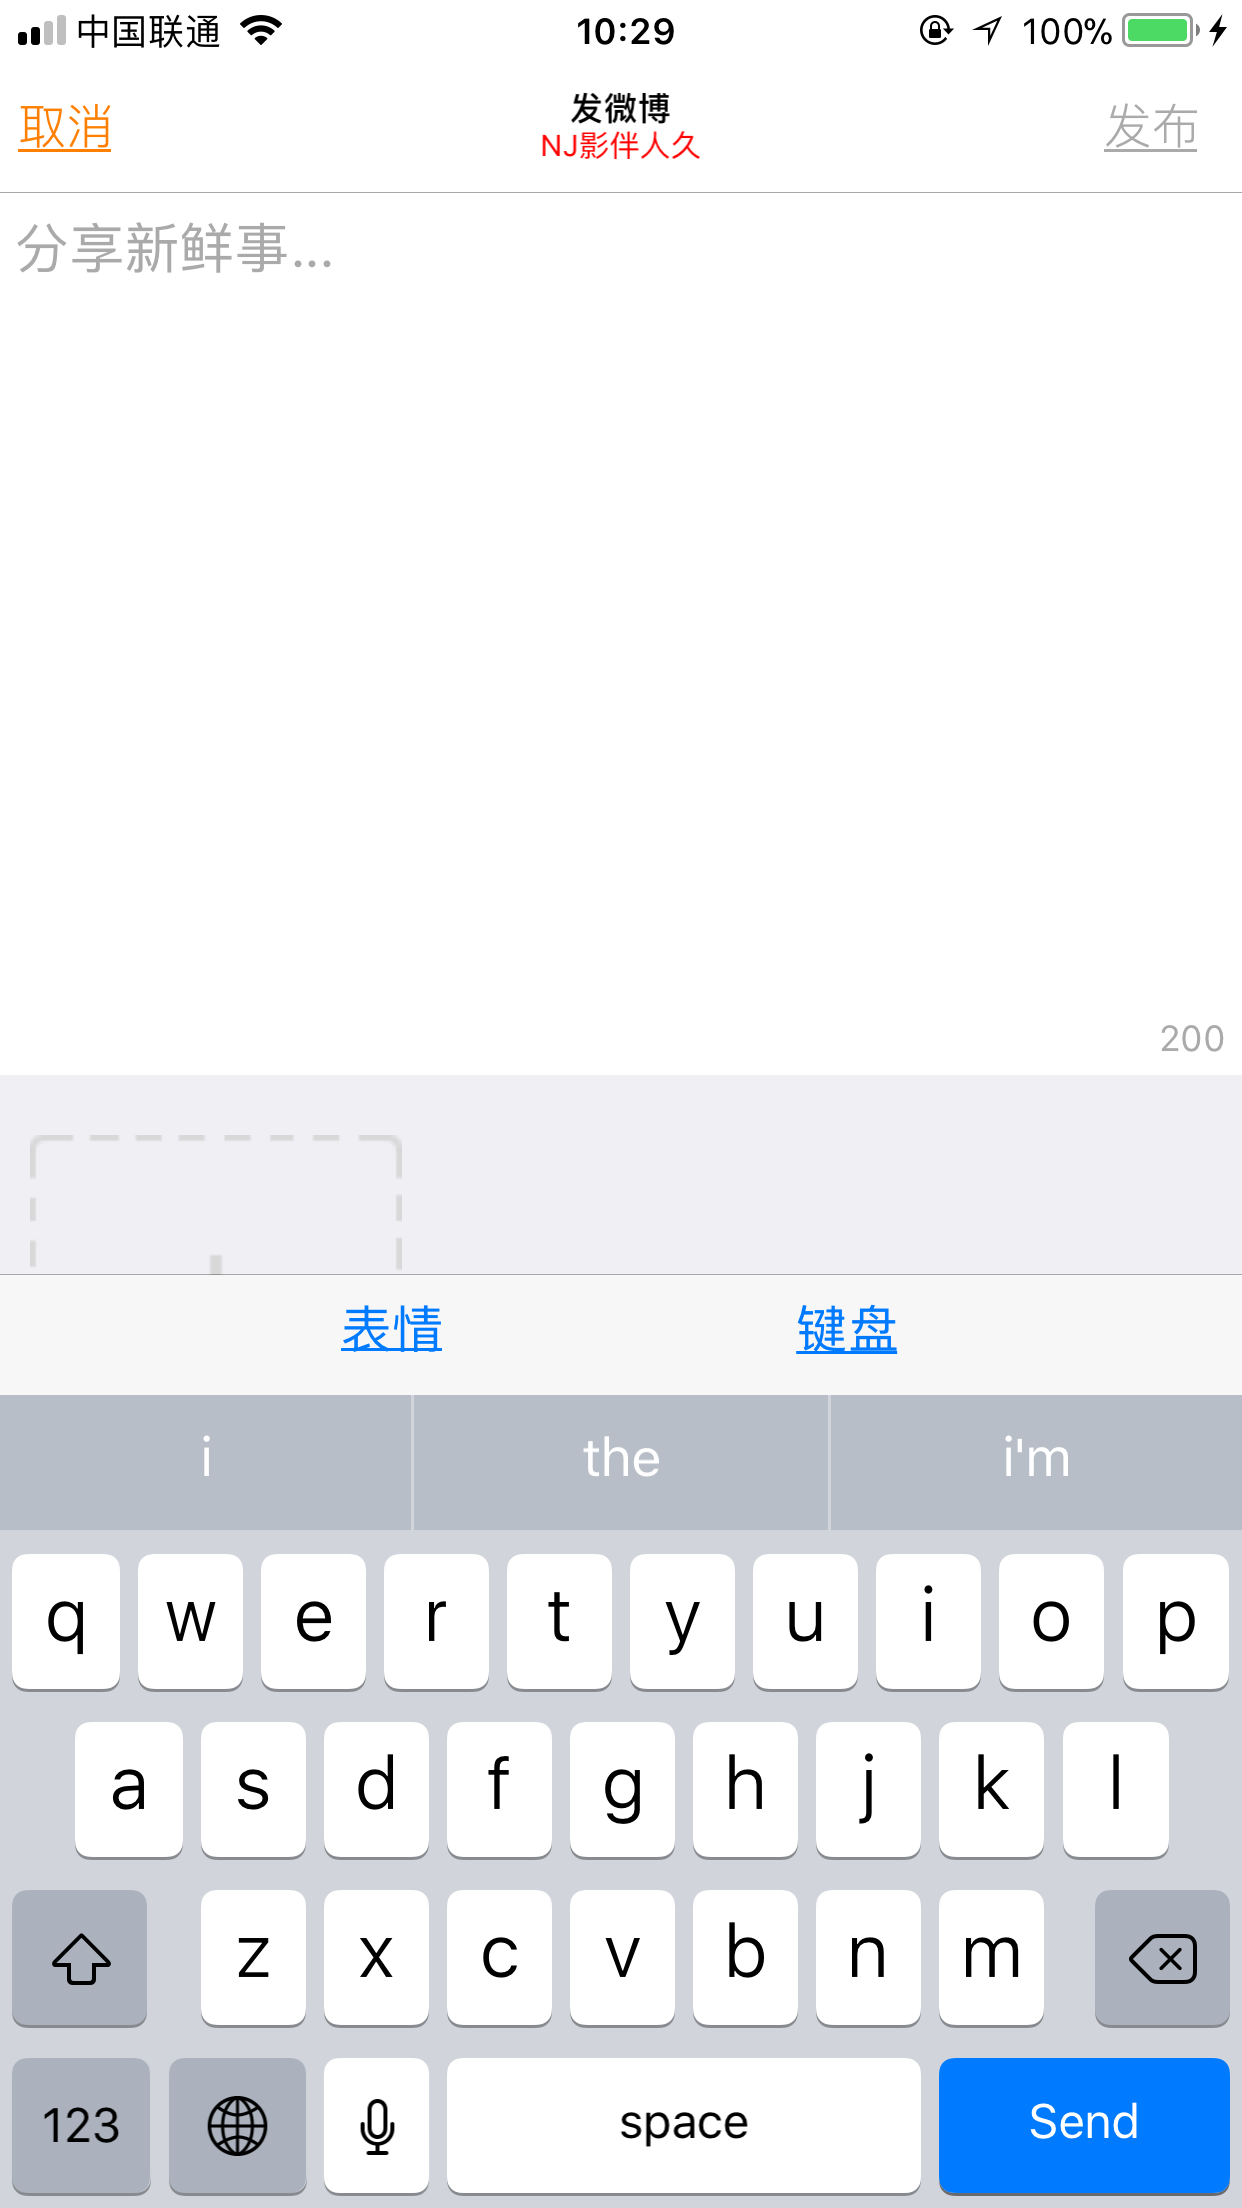 中国联通 10:29 100%
取消 发微博 发布
NJ影伴人久
分享新鲜事...
200
表情 键盘
i the i'm
q w e r t y u i o p
a s d f g h j k l
z x c v b n m
123 space Send